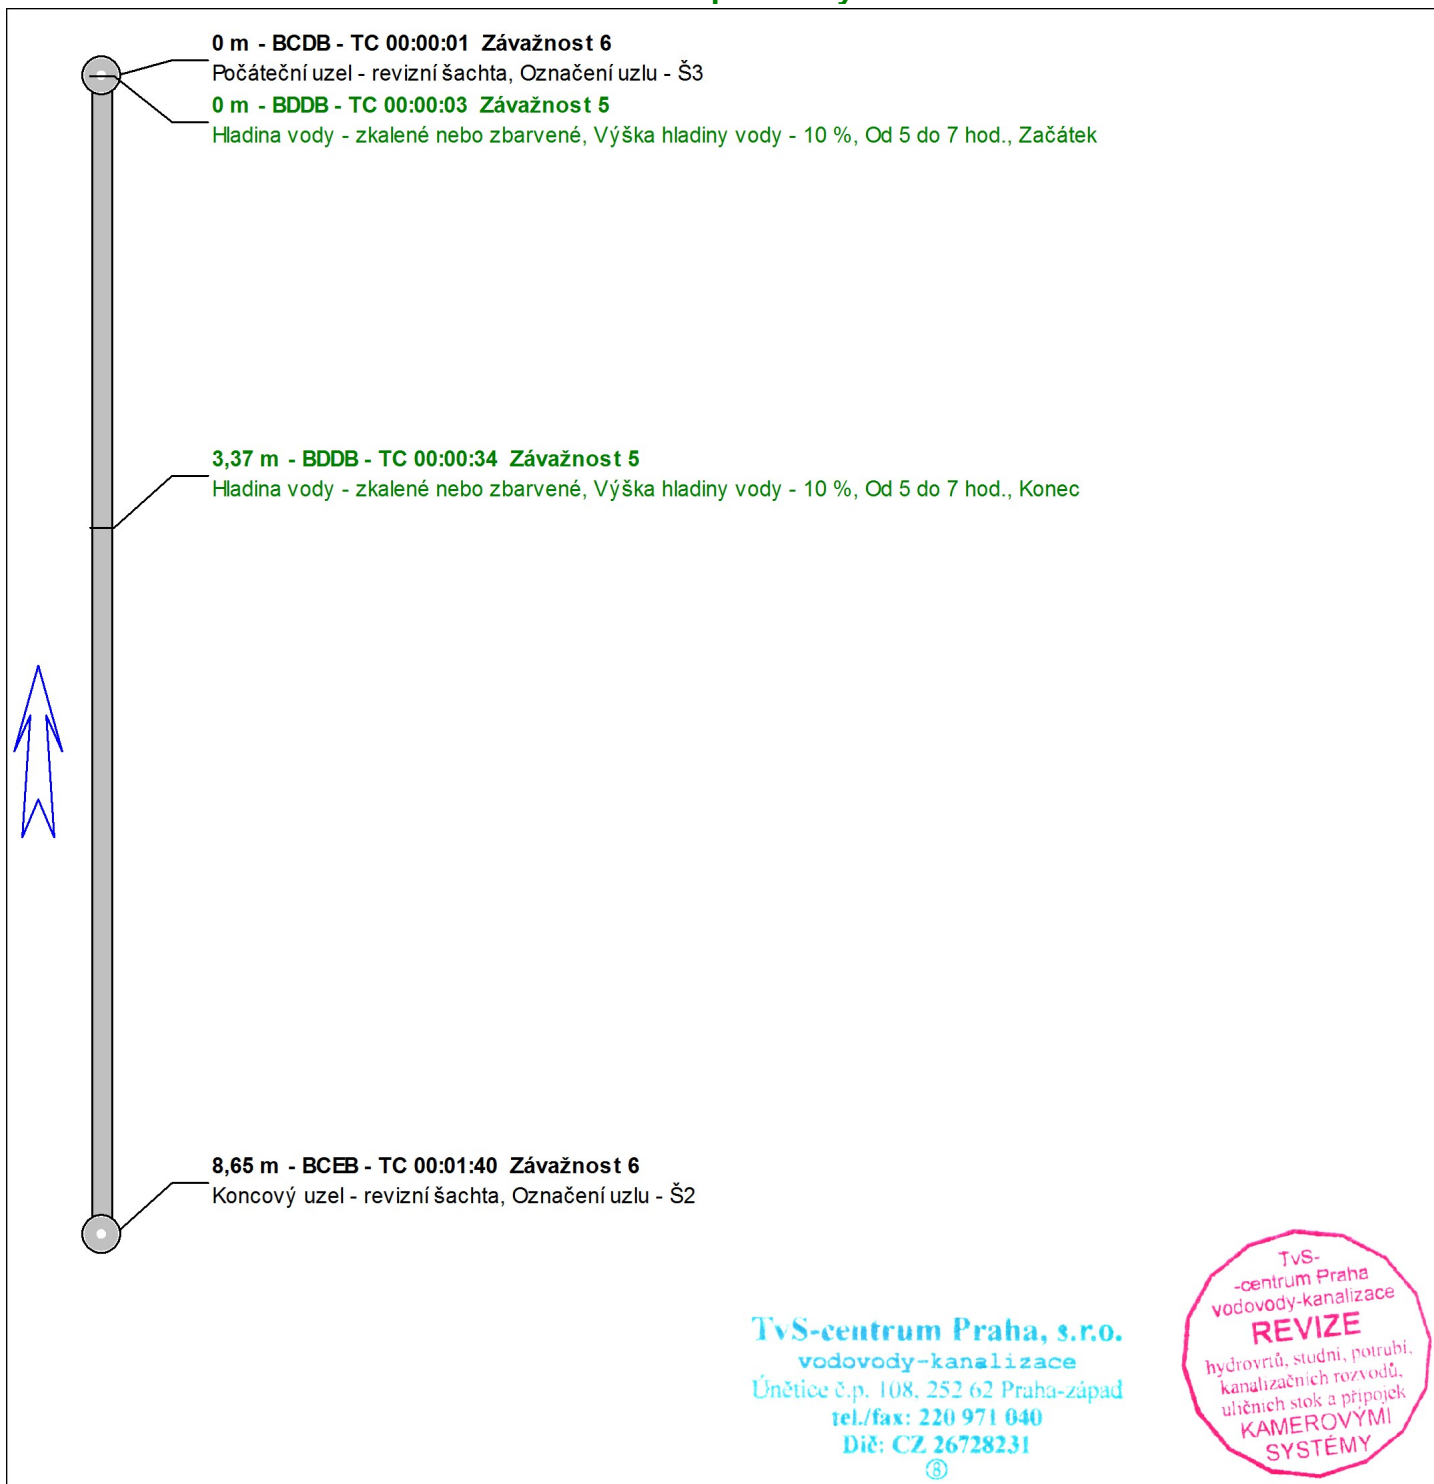 0 m - BCDB - TC 00:00:01 Závažnost 6
Počáteční uzel - revizní šachta, Označení uzlu - Š3
0 m - BDDB - TC 00:00:03 Závažnost 5
Hladina vody - zkalené nebo zbarvené, Výška hladiny vody - 10 %, Od 5 do 7 hod., Začátek
3,37 m - BDDB - TC 00:00:34 Závažnost 5
Hladina vody - zkalené nebo zbarvené, Výška hladiny vody - 10 %, Od 5 do 7 hod., Konec
8,65 m - BCEB - TC 00:01:40 Závažnost 6
Koncový uzel - revizní šachta, Označení uzlu - Š2
TvS-centrum Praha, s.r.o.
vodovody-kanalizace
Únětice č.p. 108, 252 62 Praha-západ
tel./fax: 220 971 040
Dič: CZ 26728231
⑧
TvS-
-centrum Praha
vodovody-kanalizace
REVIZE
hydrovrtů, studní, potrubí,
kanalizačních rozvodů,
uličních stok a přípojek
KAMEROVÝMI
SYSTÉMY